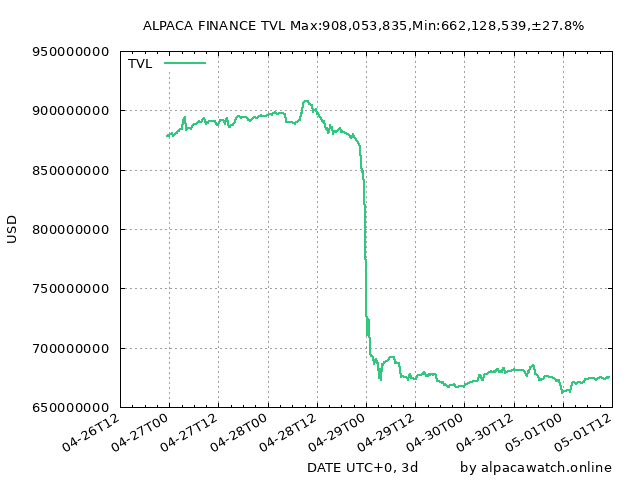 ALPACA FINANCE TVL Max:908,053,835,Min:662,128,539,±27.8%
TVL
950000000
900000000
850000000
800000000
750000000
700000000
650000000
USD
04-26T12
04-27T00
04-27T12
04-28T00
04-28T12
04-29T00
04-29T12
04-30T00
04-30T12
05-01T00
05-01T12
DATE UTC+0, 3d
by alpacawatch.online